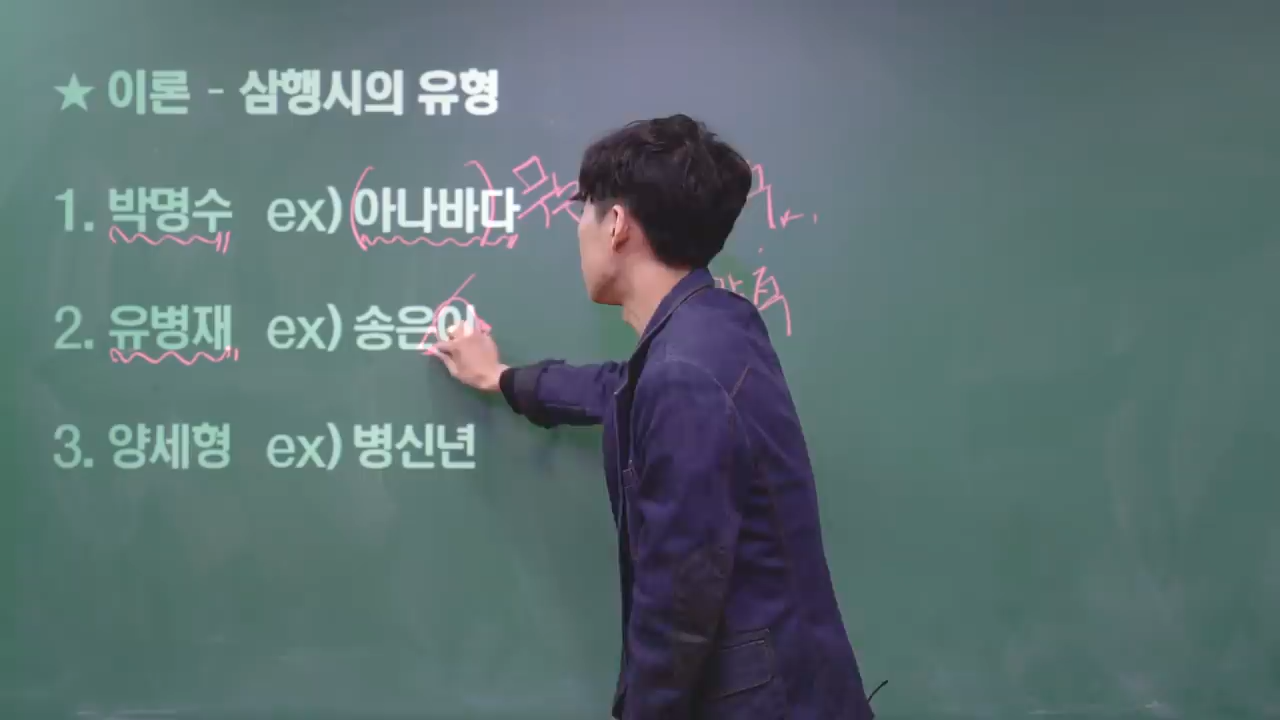 ★ 이론 - 삼행시의 유형
1. 박명수 ex) 아나바다
2. 유병재 ex) 송은이
3. 양세형 ex) 병신년